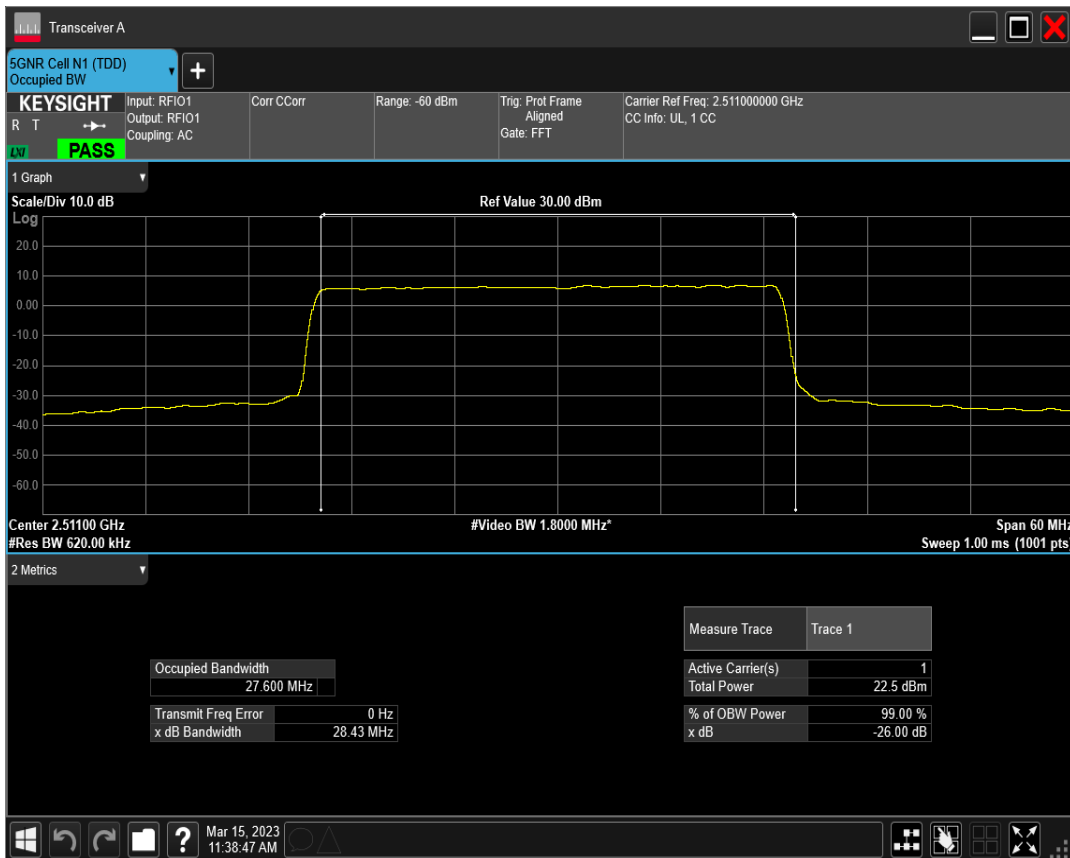 Transceiver A
5GNR Cell N1 (TDD)
Occupied BW
KEYSIGHT
R T
LXI
PASS
Input: RFIO1
Output: RFIO1
Coupling: AC
Corr CCorr
Range: -60 dBm
Trig: Prot Frame
Aligned
Gate: FFT
Carrier Ref Freq: 2.511000000 GHz
CC Info: UL, 1 CC
1 Graph
Scale/Div 10.0 dB
Ref Value 30.00 dBm
Log
20.0
10.0
0.00
-10.0
-20.0
-30.0
-40.0
-50.0
-60.0
Center 2.51100 GHz
#Video BW 1.8000 MHz*
Span 60 MHz
#Res BW 620.00 kHz
Sweep 1.00 ms (1001 pts)
2 Metrics
Measure Trace Trace 1
Occupied Bandwidth
27.600 MHz
Active Carrier(s) 1
Total Power 22.5 dBm
Transmit Freq Error 0 Hz
x dB Bandwidth 28.43 MHz
% of OBW Power 99.00 %
x dB -26.00 dB
?
Mar 15, 2023
11:38:47 AM